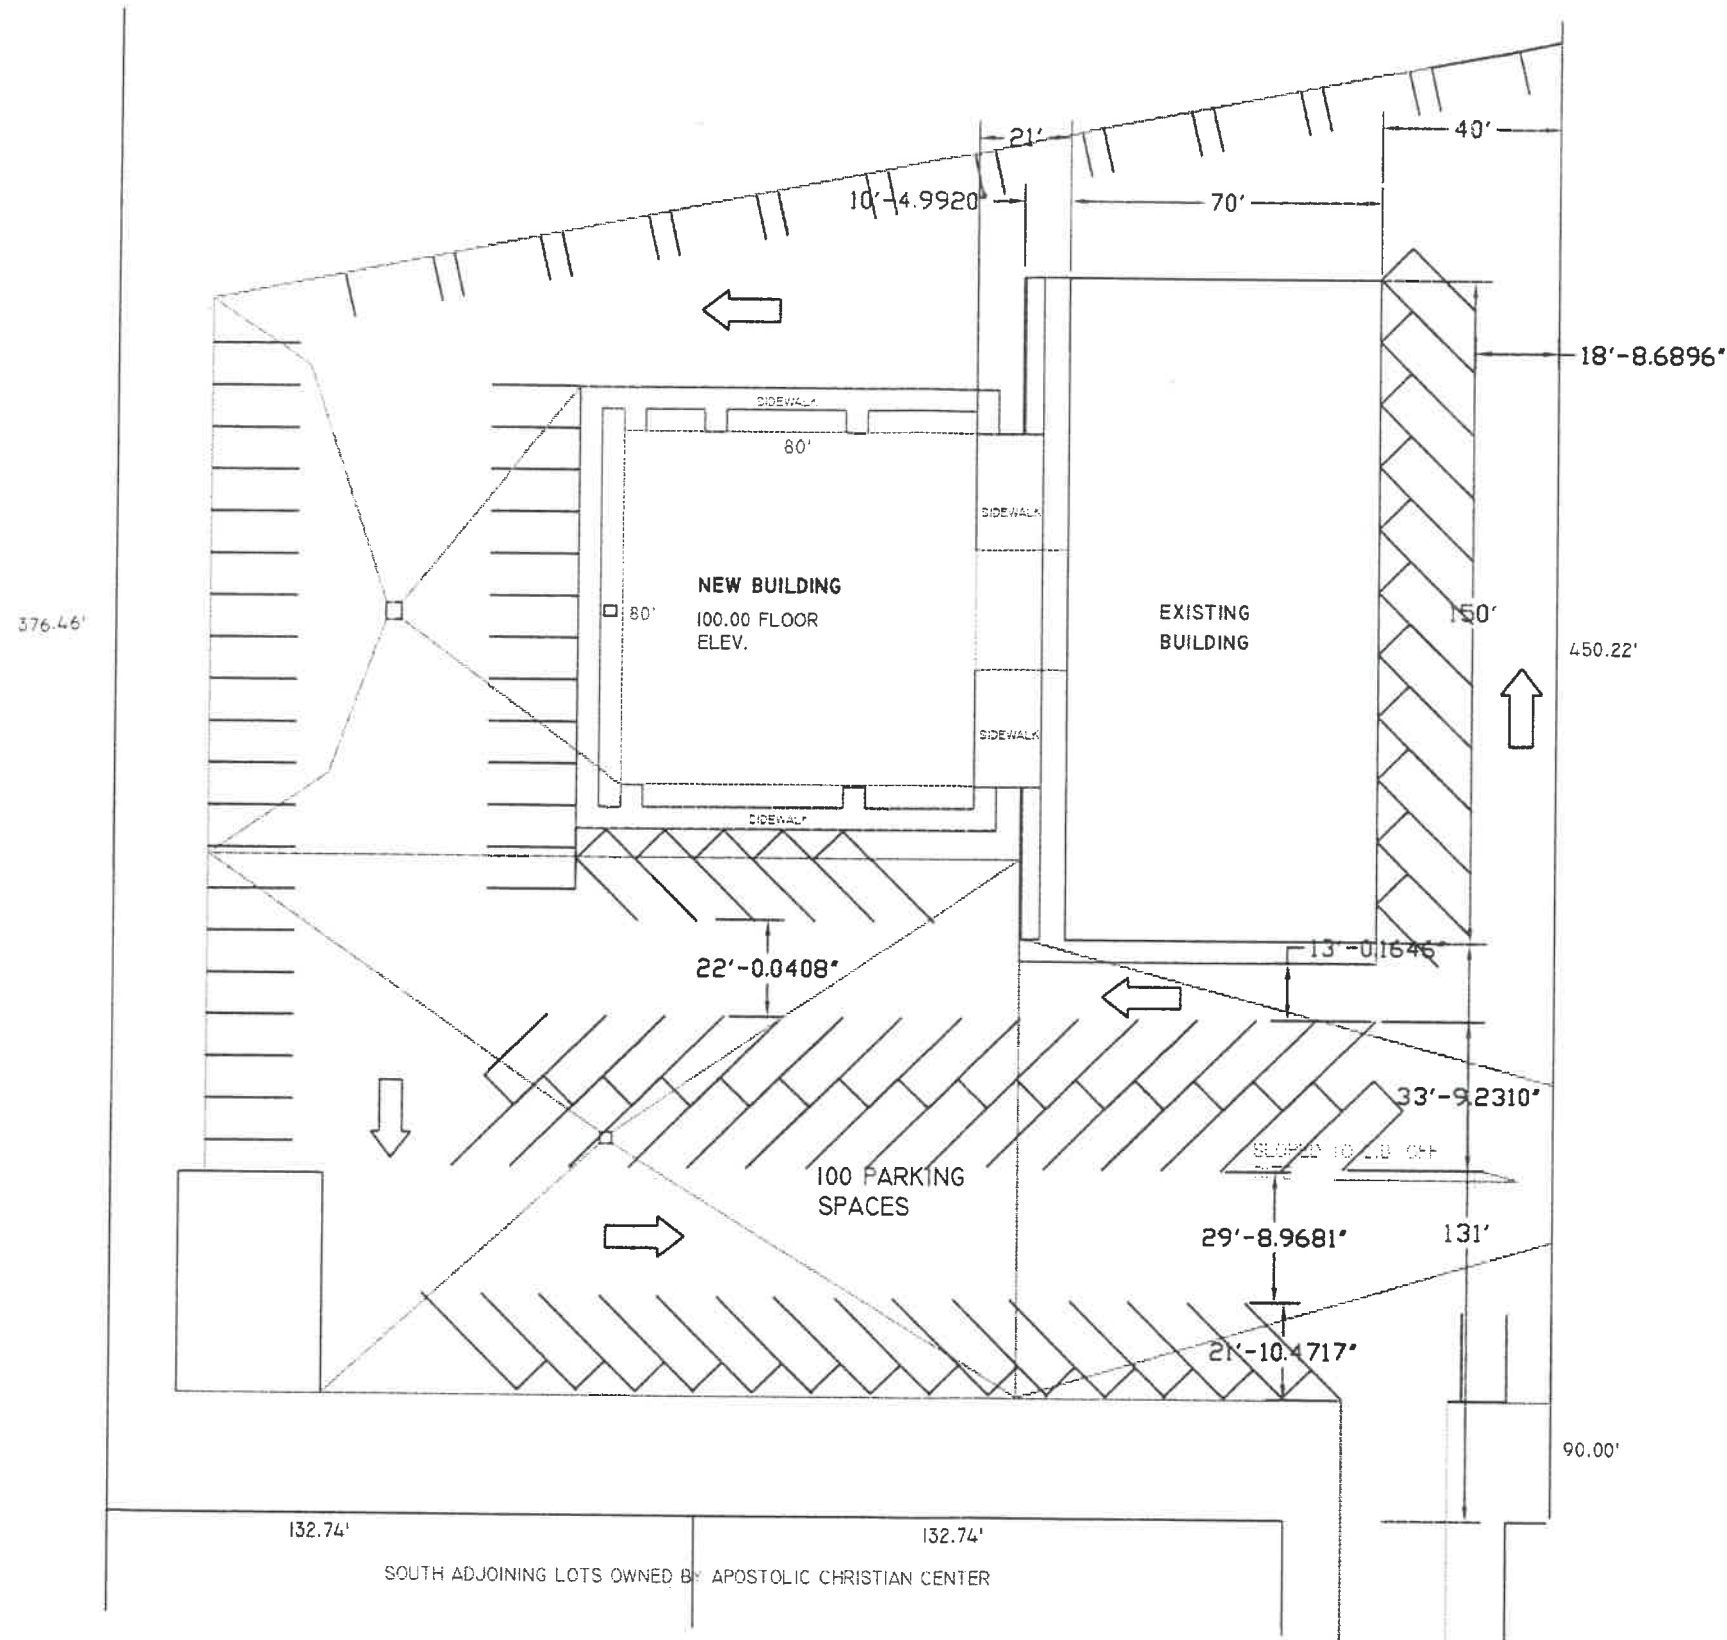 21'
40'
10'-4.9920
70'
18'-8.6896"
SIDEWALK
80'
SIDEWALK
NEW BUILDING
80'
100.00 FLOOR
ELEV.
EXISTING
BUILDING
150'
376.46'
450.22'
SIDEWALK
SIDEWALK
13'-0.1646"
22'-0.0408"
33'-9.2310"
SLOPED TO
OFF
100 PARKING
SPACES
29'-8.9681"
131'
21'-10.4717"
90.00'
132.74'
132.74'
SOUTH ADJOINING LOTS OWNED BY APOSTOLIC CHRISTIAN CENTER